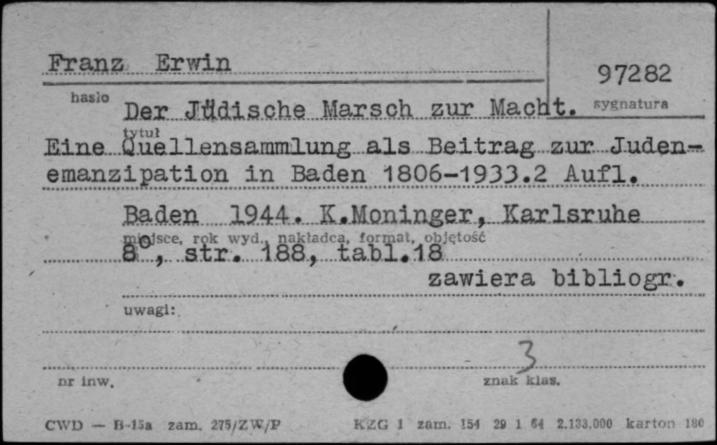 Franz Erwin
97282
hasło
sygnatura
Der Jüdische Marsch zur Macht.
tytuł
Eine Quellensammlung als Beitrag zur Juden-
emanzipation in Baden 1806-1933.2 Aufl.
Baden 1944. K.Moninger, Karlsruhe
miejsce, rok wyd., nakładca, format, objętość
8°, str. 188, tabl.18
zawiera bibliogr.
uwagi:
3
nr inw.
znak klas.
CWD — B-15a zam. 275/ZW/P KZG 1 zam. 154 29 1 64 2.133.000 karton 180